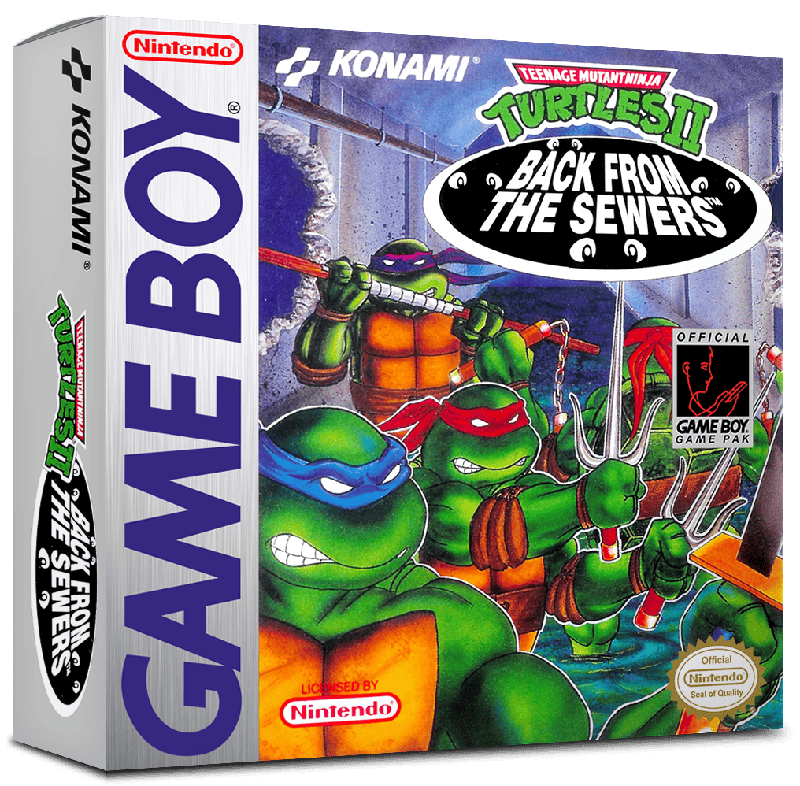 KONAMI®
TEENAGE MUTANT NINJA
TURTLES II
BACK FROM
THE SEWERS
Nintendo®
GAME BOY®
KONAMI®
TEENAGE MUTANT NINJA
TURTLES II
BACK FROM
THE SEWERS™
OFFICIAL
GAME BOY
GAME PAK
LICENSED BY
Nintendo®
Official
Nintendo®
Seal of Quality